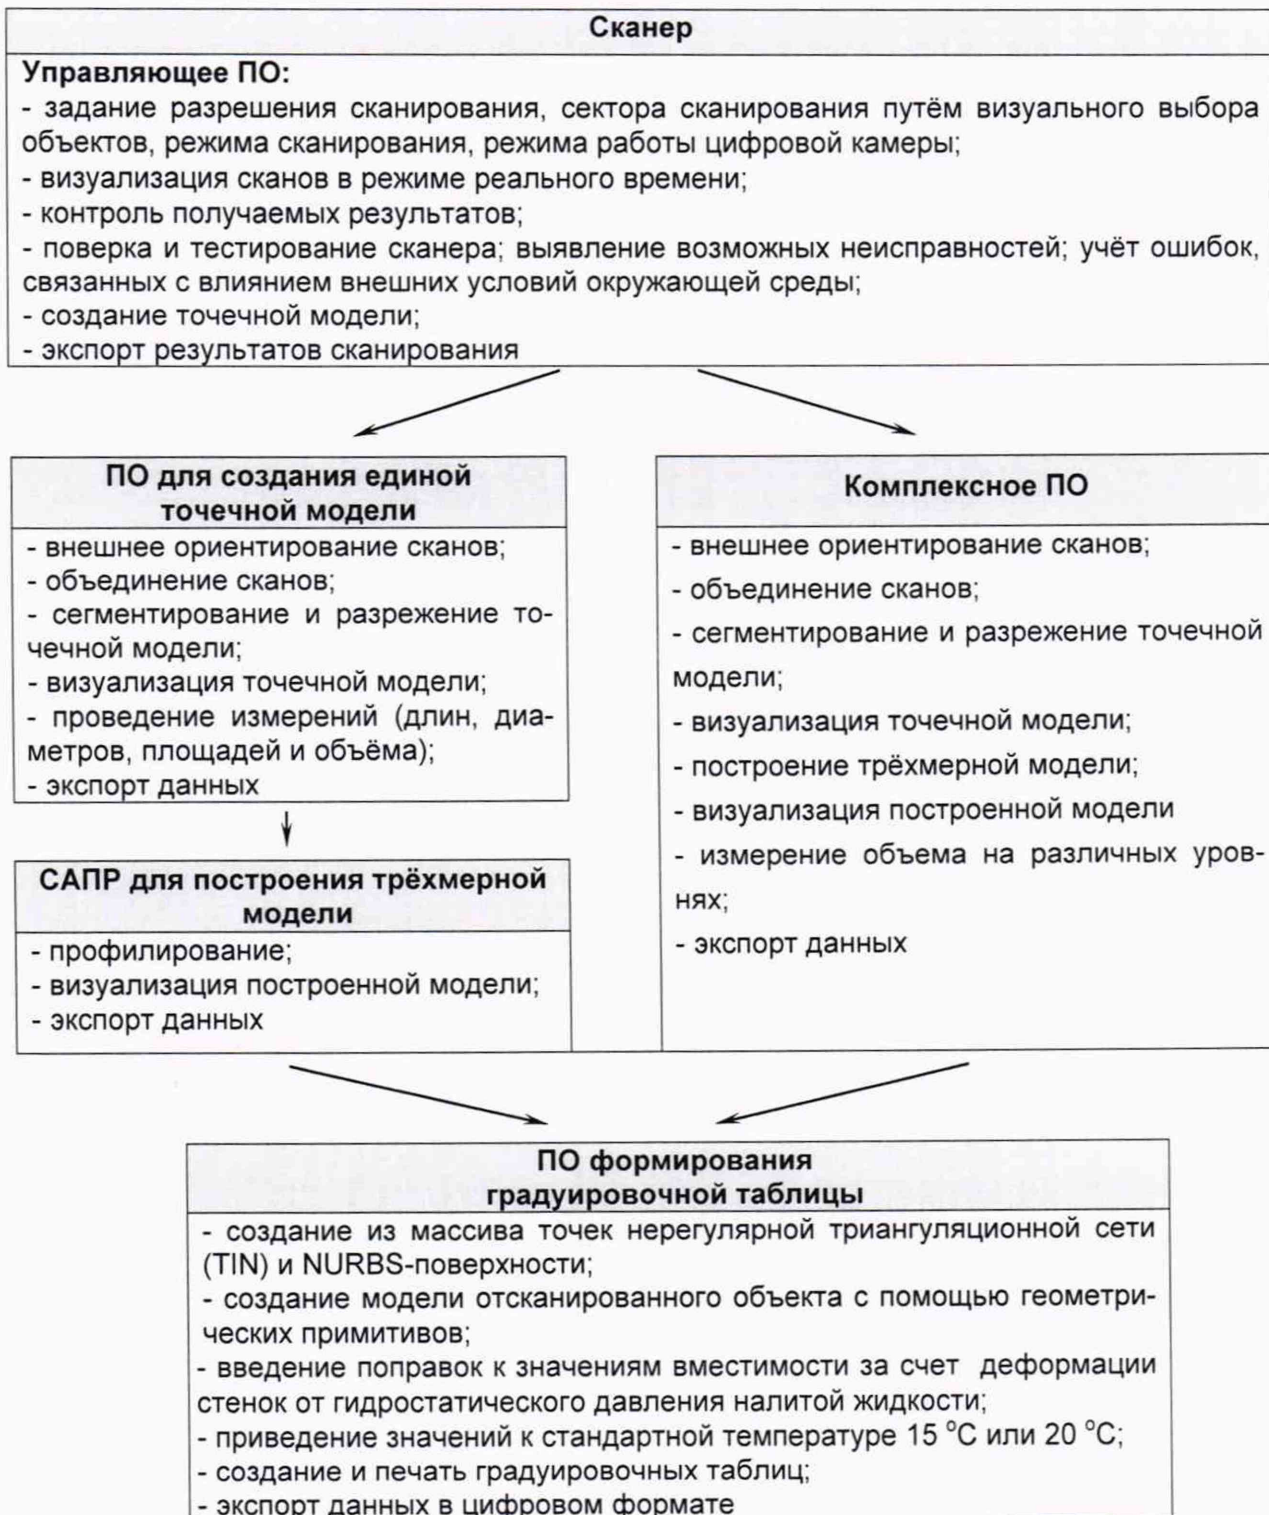 Сканер
Управляющее ПО:
- задание разрешения сканирования, сектора сканирования путём визуального выбора
объектов, режима сканирования, режима работы цифровой камеры;
- визуализация сканов в режиме реального времени;
- контроль получаемых результатов;
- поверка и тестирование сканера; выявление возможных неисправностей; учёт ошибок,
связанных с влиянием внешних условий окружающей среды;
- создание точечной модели;
- экспорт результатов сканирования
ПО для создания единой
точечной модели
- внешнее ориентирование сканов;
- объединение сканов;
- сегментирование и разрежение то-
чечной модели;
- визуализация точечной модели;
- проведение измерений (длин, диа-
метров, площадей и объёма);
- экспорт данных
САПР для построения трёхмерной
модели
- профилирование;
- визуализация построенной модели;
- экспорт данных
Комплексное ПО
- внешнее ориентирование сканов;
- объединение сканов;
- сегментирование и разрежение точечной
модели;
- визуализация точечной модели;
- построение трёхмерной модели;
- визуализация построенной модели
- измерение объема на различных уров-
нях;
- экспорт данных
ПО формирования
градуировочной таблицы
- создание из массива точек нерегулярной триангуляционной сети
(TIN) и NURBS-поверхности;
- создание модели отсканированного объекта с помощью геометри-
ческих примитивов;
- введение поправок к значениям вместимости за счет деформации
стенок от гидростатического давления налитой жидкости;
- приведение значений к стандартной температуре 15 °С или 20 °С;
- создание и печать градуировочных таблиц;
- экспорт данных в цифровом формате